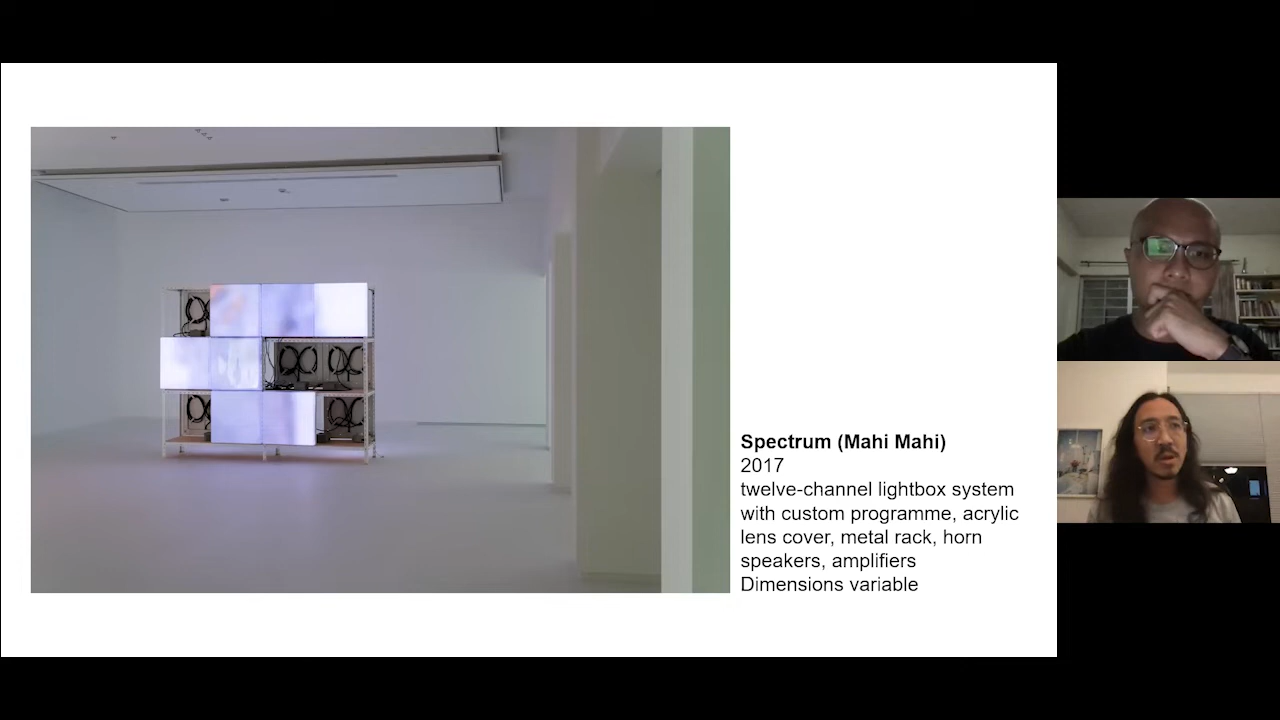 Spectrum (Mahi Mahi)
2017
twelve-channel lightbox system
with custom programme, acrylic
lens cover, metal rack, horn
speakers, amplifiers
Dimensions variable